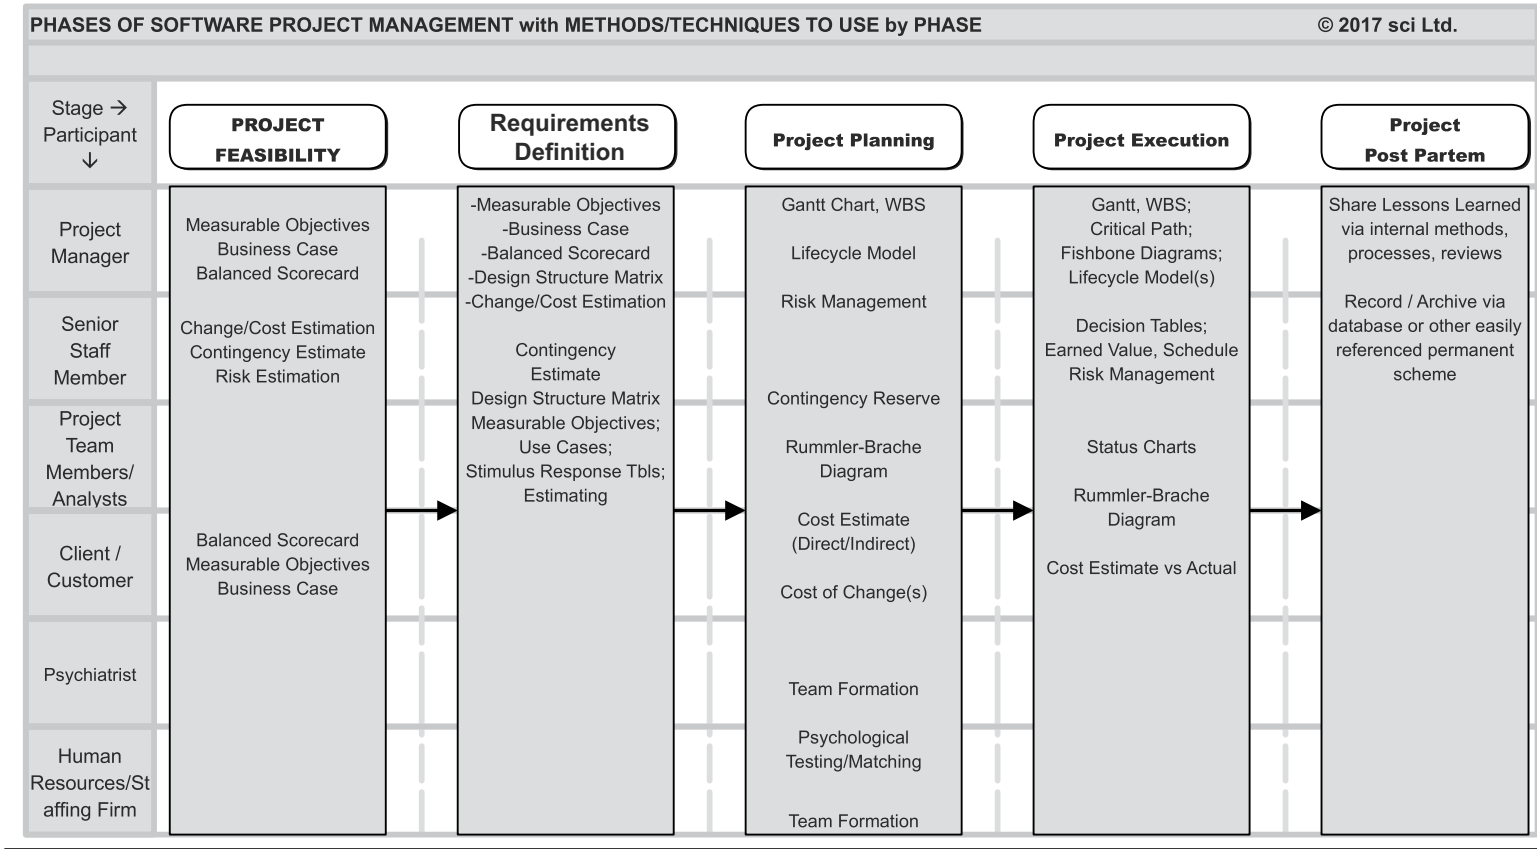 PHASES OF SOFTWARE PROJECT MANAGEMENT with METHODS/TECHNIQUES TO USE by PHASE © 2017 sci Ltd.
Stage →
Participant
↓
PROJECT
FEASIBILITY
Requirements
Definition
Project Planning
Project Execution
Project
Post Partem
Project
Manager
Senior
Staff
Member
Project
Team
Members/
Analysts
Client /
Customer
Psychiatrist
Human
Resources/St
affing Firm
Measurable Objectives
Business Case
Balanced Scorecard
Change/Cost Estimation
Contingency Estimate
Risk Estimation
Balanced Scorecard
Measurable Objectives
Business Case
-Measurable Objectives
-Business Case
-Balanced Scorecard
-Design Structure Matrix
-Change/Cost Estimation
Contingency
Estimate
Design Structure Matrix
Measurable Objectives;
Use Cases;
Stimulus Response Tbls;
Estimating
Gantt Chart, WBS
Lifecycle Model
Risk Management
Contingency Reserve
Rummler-Brache
Diagram
Cost Estimate
(Direct/Indirect)
Cost of Change(s)
Team Formation
Psychological
Testing/Matching
Team Formation
Gantt, WBS;
Critical Path;
Fishbone Diagrams;
Lifecycle Model(s)
Decision Tables;
Earned Value, Schedule
Risk Management
Status Charts
Rummler-Brache
Diagram
Cost Estimate vs Actual
Share Lessons Learned
via internal methods,
processes, reviews
Record / Archive via
database or other easily
referenced permanent
scheme